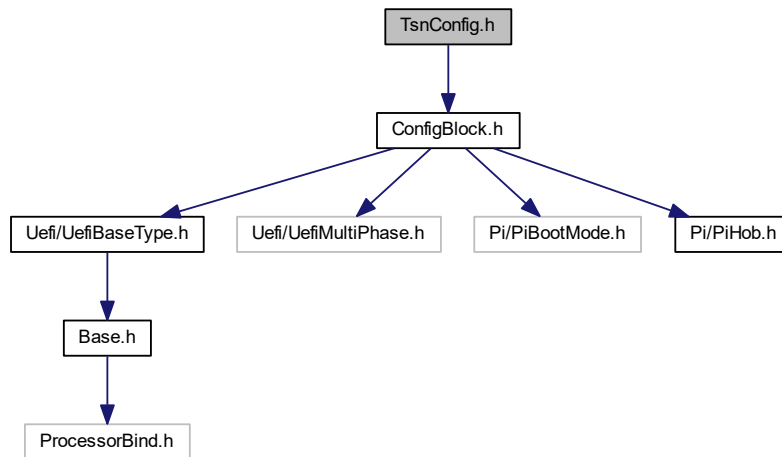 TsnConfig.h
ConfigBlock.h
Uefi/UefiBaseType.h
Uefi/UefiMultiPhase.h
Pi/PiBootMode.h
Pi/PiHob.h
Base.h
ProcessorBind.h